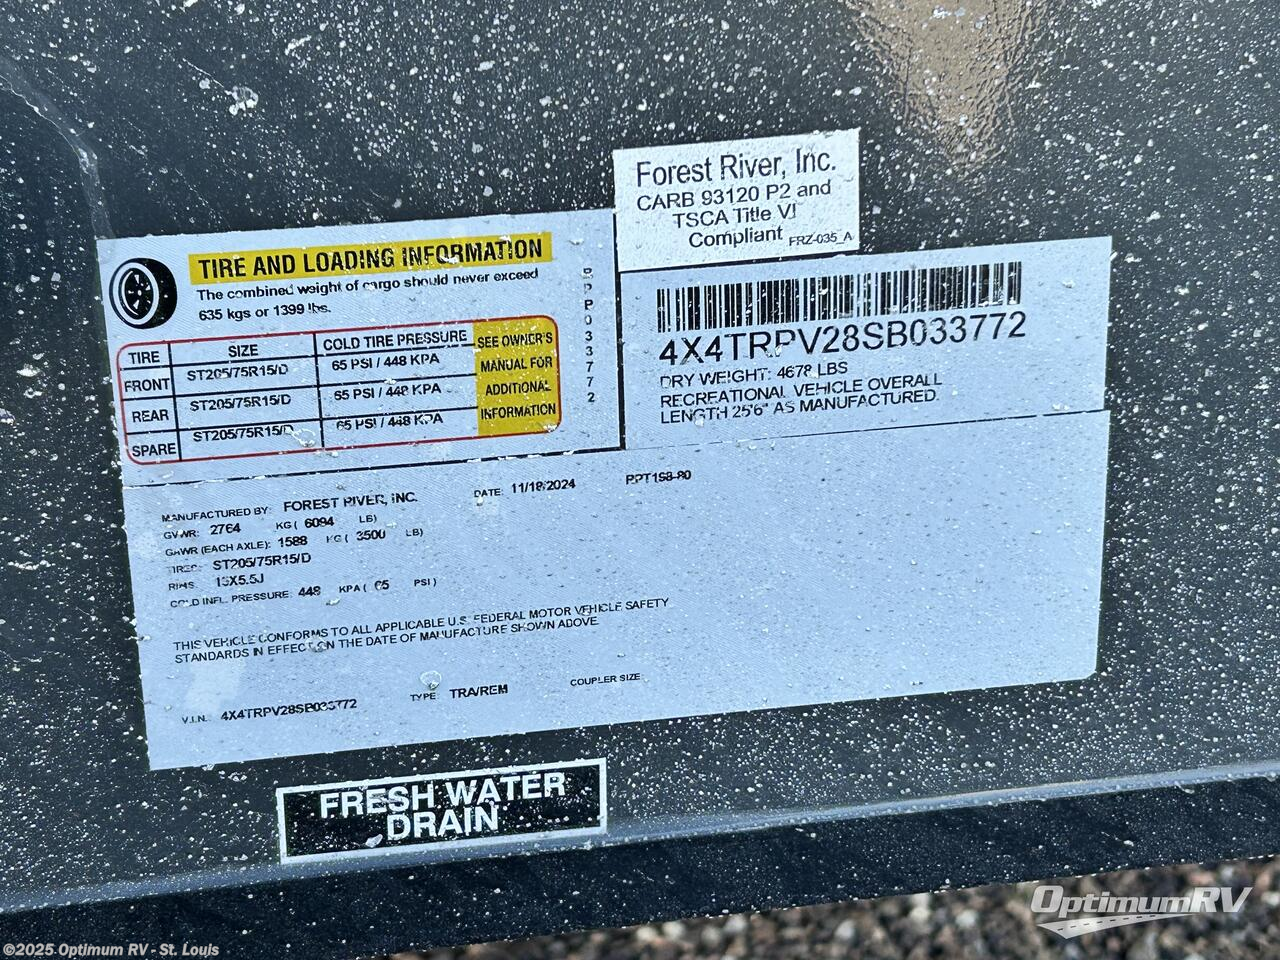 Forest River, Inc.
CARB 93120 P2 and
TSCA Title VI
Compliant FRZ-035_A
TIRE AND LOADING INFORMATION
The combined weight of cargo should never exceed
635 kgs or 1399 lbs.
TIRE SIZE COLD TIRE PRESSURE
FRONT ST205/75R15/D 65 PSI / 448 KPA
REAR ST205/75R15/D 65 PSI / 448 KPA
SPARE ST205/75R15/D 65 PSI / 448 KPA
SEE OWNER'S
MANUAL FOR
ADDITIONAL
INFORMATION
033772
4X4TRPV28SB033772
DRY WEIGHT: 4678 LBS
RECREATIONAL VEHICLE OVERALL
LENGTH 25'6" AS MANUFACTURED.
MANUFACTURED BY: FOREST RIVER, INC. DATE: 11/18/2024
GVWR: 2764 KG ( 6094 LB)
GAWR (EACH AXLE): 1588 KG ( 3500 LB)
TIRES: ST205/75R15/D
RIMS 15X5.5J
COLD INFL. PRESSURE: 448 KPA ( 65 PSI )
THIS VEHICLE CONFORMS TO ALL APPLICABLE U.S. FEDERAL MOTOR VEHICLE SAFETY
STANDARDS IN EFFECT ON THE DATE OF MANUFACTURE SHOWN ABOVE.
V.I.N. 4X4TRPV28SB033772 TYPE TRA/REM COUPLER SIZE
FRESH WATER
DRAIN
OptimumRV
©2025 Optimum RV - St. Louis